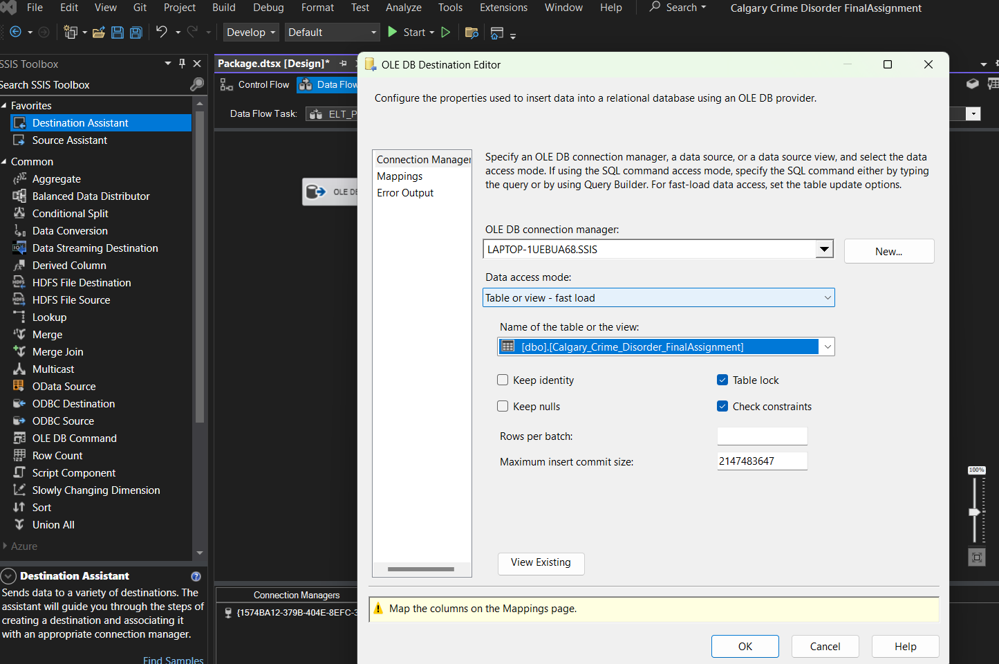 File Edit View Git Project Build Debug Format Test Analyze Tools Extensions Window Help Search Calgary Crime Disorder FinalAssignment
Develop Default Start
SSIS Toolbox
Search SSIS Toolbox
Favorites
Destination Assistant
Source Assistant
Common
Aggregate
Balanced Data Distributor
Conditional Split
Data Conversion
Data Streaming Destination
Derived Column
HDFS File Destination
HDFS File Source
Lookup
Merge
Merge Join
Multicast
OData Source
ODBC Destination
ODBC Source
OLE DB Command
Row Count
Script Component
Slowly Changing Dimension
Sort
Union All
Azure
Destination Assistant
Sends data to a variety of destinations. The
assistant will guide you through the steps of
creating a destination and associating it
with an appropriate connection manager.
Find Samples
Package.dtsx [Design]*
Control Flow Data Flow
Data Flow Task: ELT_P
OLE DB
Connection Managers
{1574BA12-379B-404E-8EFC-3
OLE DB Destination Editor
Configure the properties used to insert data into a relational database using an OLE DB provider.
Connection Manager
Mappings
Error Output
Specify an OLE DB connection manager, a data source, or a data source view, and select the data
access mode. If using the SQL command access mode, specify the SQL command either by typing
the query or by using Query Builder. For fast-load data access, set the table update options.
OLE DB connection manager:
LAPTOP-1UEBUA68.SSIS New...
Data access mode:
Table or view - fast load
Name of the table or the view:
[dbo].[Calgary_Crime_Disorder_FinalAssignment]
Keep identity Table lock
Keep nulls Check constraints
Rows per batch:
Maximum insert commit size: 2147483647
View Existing
Map the columns on the Mappings page.
OK Cancel Help
100%